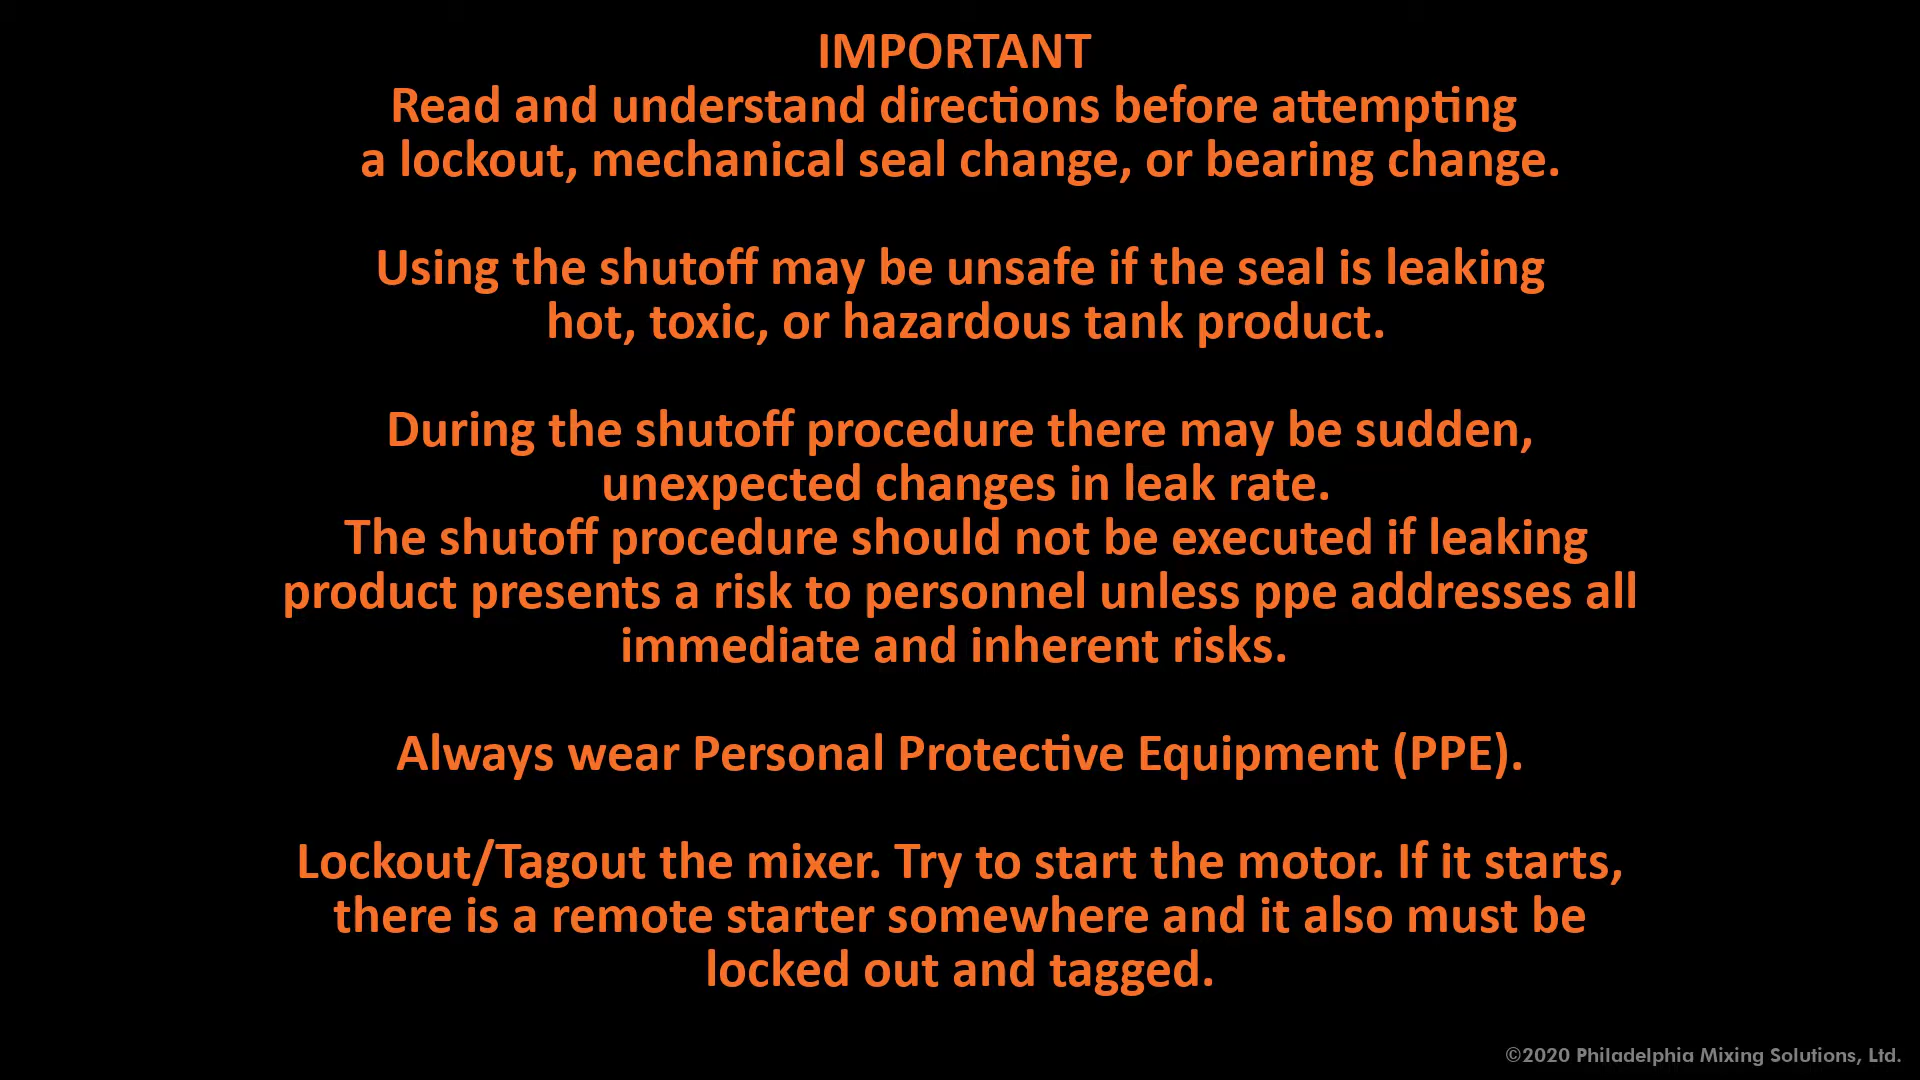 IMPORTANT
Read and understand directions before attempting
a lockout, mechanical seal change, or bearing change.
Using the shutoff may be unsafe if the seal is leaking
hot, toxic, or hazardous tank product.
During the shutoff procedure there may be sudden,
unexpected changes in leak rate.
The shutoff procedure should not be executed if leaking
product presents a risk to personnel unless ppe addresses all
immediate and inherent risks.
Always wear Personal Protective Equipment (PPE).
Lockout/Tagout the mixer. Try to start the motor. If it starts,
there is a remote starter somewhere and it also must be
locked out and tagged.
©2020 Philadelphia Mixing Solutions, Ltd.